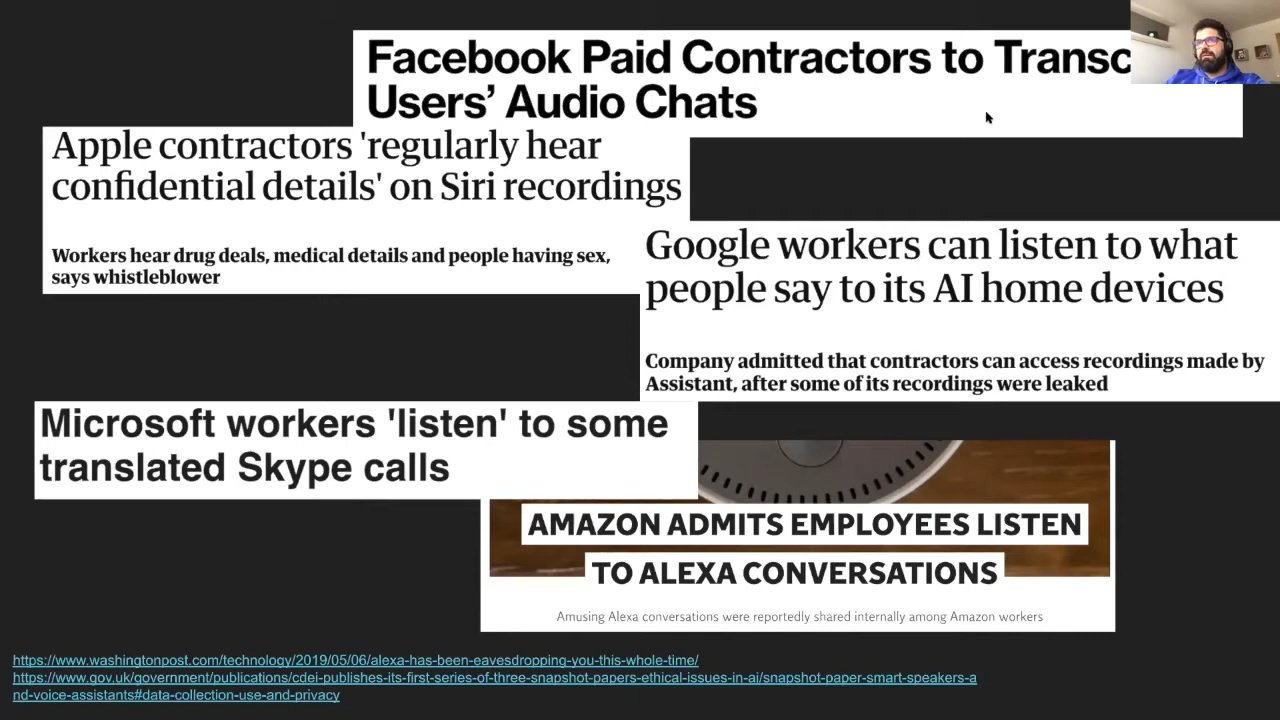 Facebook Paid Contractors to Transc
Users’ Audio Chats
Apple contractors 'regularly hear
confidential details' on Siri recordings
Workers hear drug deals, medical details and people having sex,
says whistleblower
Google workers can listen to what
people say to its AI home devices
Company admitted that contractors can access recordings made by
Assistant, after some of its recordings were leaked
Microsoft workers 'listen' to some
translated Skype calls
AMAZON ADMITS EMPLOYEES LISTEN
TO ALEXA CONVERSATIONS
Amusing Alexa conversations were reportedly shared internally among Amazon workers
https://www.washingtonpost.com/technology/2019/05/06/alexa-has-been-eavesdropping-you-this-whole-time/
https://www.gov.uk/government/publications/cdei-publishes-its-first-series-of-three-snapshot-papers-ethical-issues-in-ai/snapshot-paper-smart-speakers-a
nd-voice-assistants#data-collection-use-and-privacy